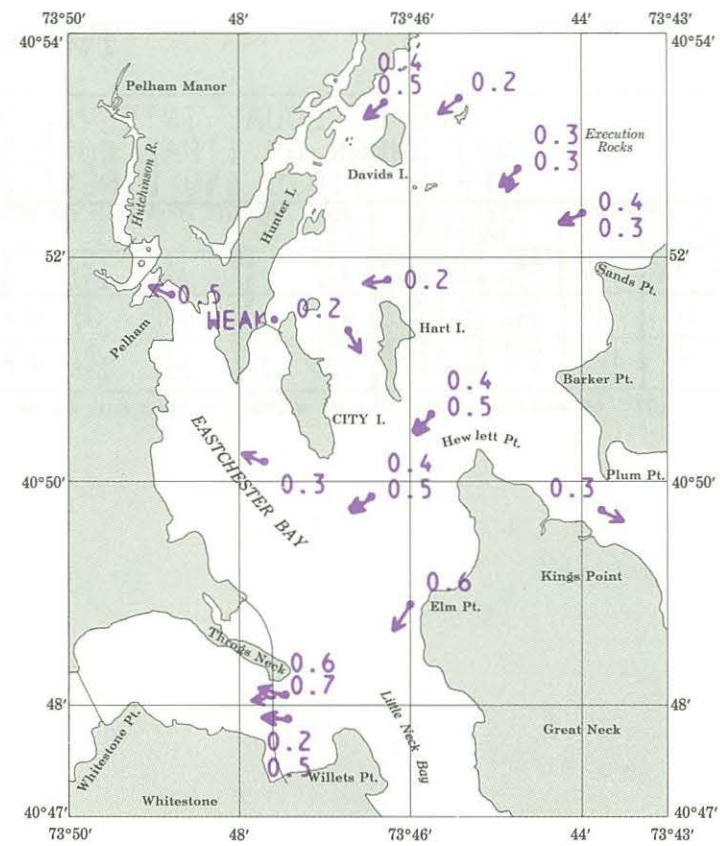 73°50′ 48′ 73°46′ 44′ 73°43′
40°54′ 40°54′
0.4
0.5
0.2
Pelham Manor
0.3
0.3
Execution
Rocks
Hutchinson R.
Davids I.
Hunter I.
0.4
0.3
52′ 52′
Sands Pt.
0.5
0.2
WEAK
0.2
Pelham
Hart I.
Barker Pt.
0.4
0.5
CITY I.
Hewlett Pt.
EASTCHESTER BAY
0.4
0.5
0.3
Plum Pt.
0.3
40°50′ 40°50′
Kings Point
0.6
Elm Pt.
Throgs Neck
0.6
0.7
48′ 48′
Little Neck Bay
Whitestone Pt.
Great Neck
0.2
0.5
Willets Pt.
Whitestone
40°47′ 40°47′
73°50′ 48′ 73°46′ 44′ 73°43′